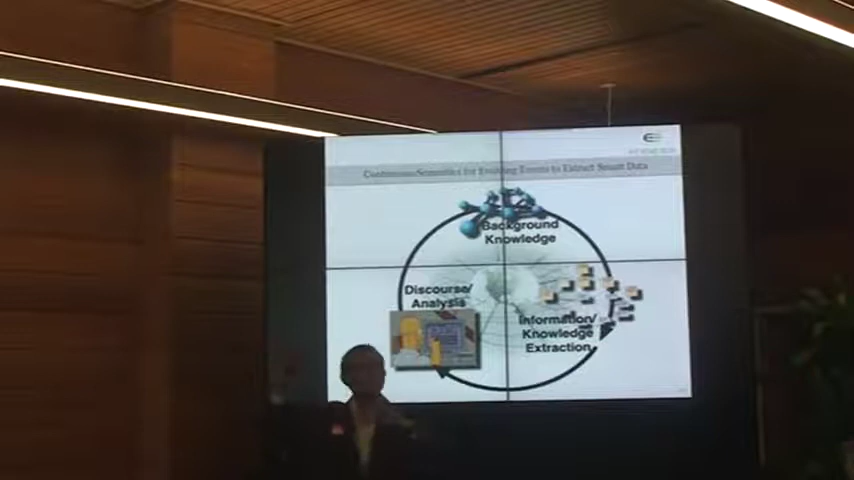 Continuous Semantics for Evolving Events to Extract Smart Data
Background
Knowledge
Discourse/
Analysis
Information/
Knowledge
Extraction